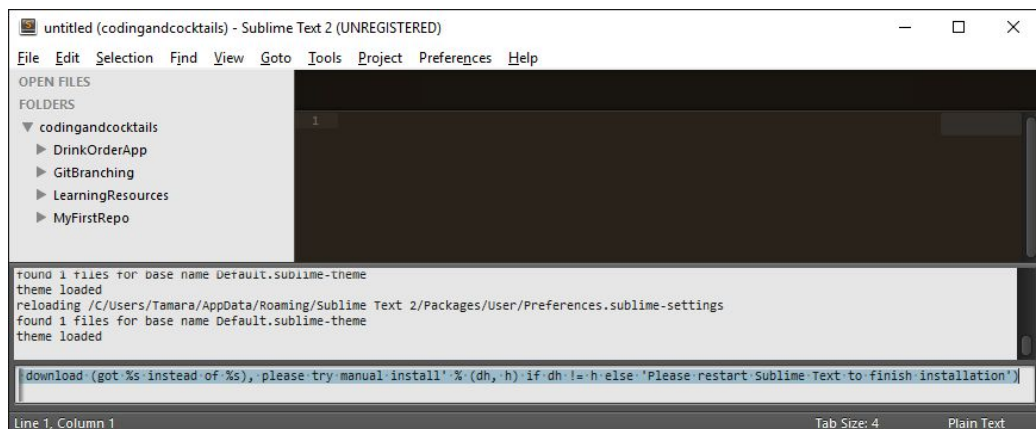 untitled (codingandcocktails) - Sublime Text 2 (UNREGISTERED)
File Edit Selection Find View Goto Tools Project Preferences Help
OPEN FILES
FOLDERS
codingandcocktails
DrinkOrderApp
GitBranching
LearningResources
MyFirstRepo
1
found 1 files for base name Default.sublime-theme
theme loaded
reloading /C/Users/Tamara/AppData/Roaming/Sublime Text 2/Packages/User/Preferences.sublime-settings
found 1 files for base name Default.sublime-theme
theme loaded
download (got %s instead of %s), please try manual install' % (dh, h) if dh != h else 'Please restart Sublime Text to finish installation')
Line 1, Column 1 Tab Size: 4 Plain Text